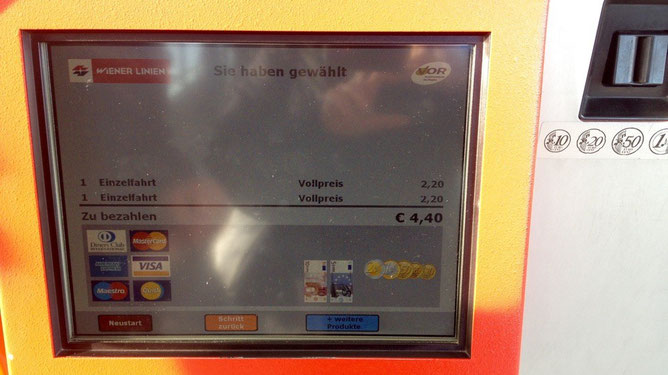 WIENER LINIEN
Sie haben gewählt
VOR
1 Einzelfahrt Vollpreis 2,20
1 Einzelfahrt Vollpreis 2,20
Zu bezahlen € 4,40
Diners Club
MasterCard
VISA
Maestro
Neustart
Schritt
zurück
+ weitere
Produkte
10
20
50